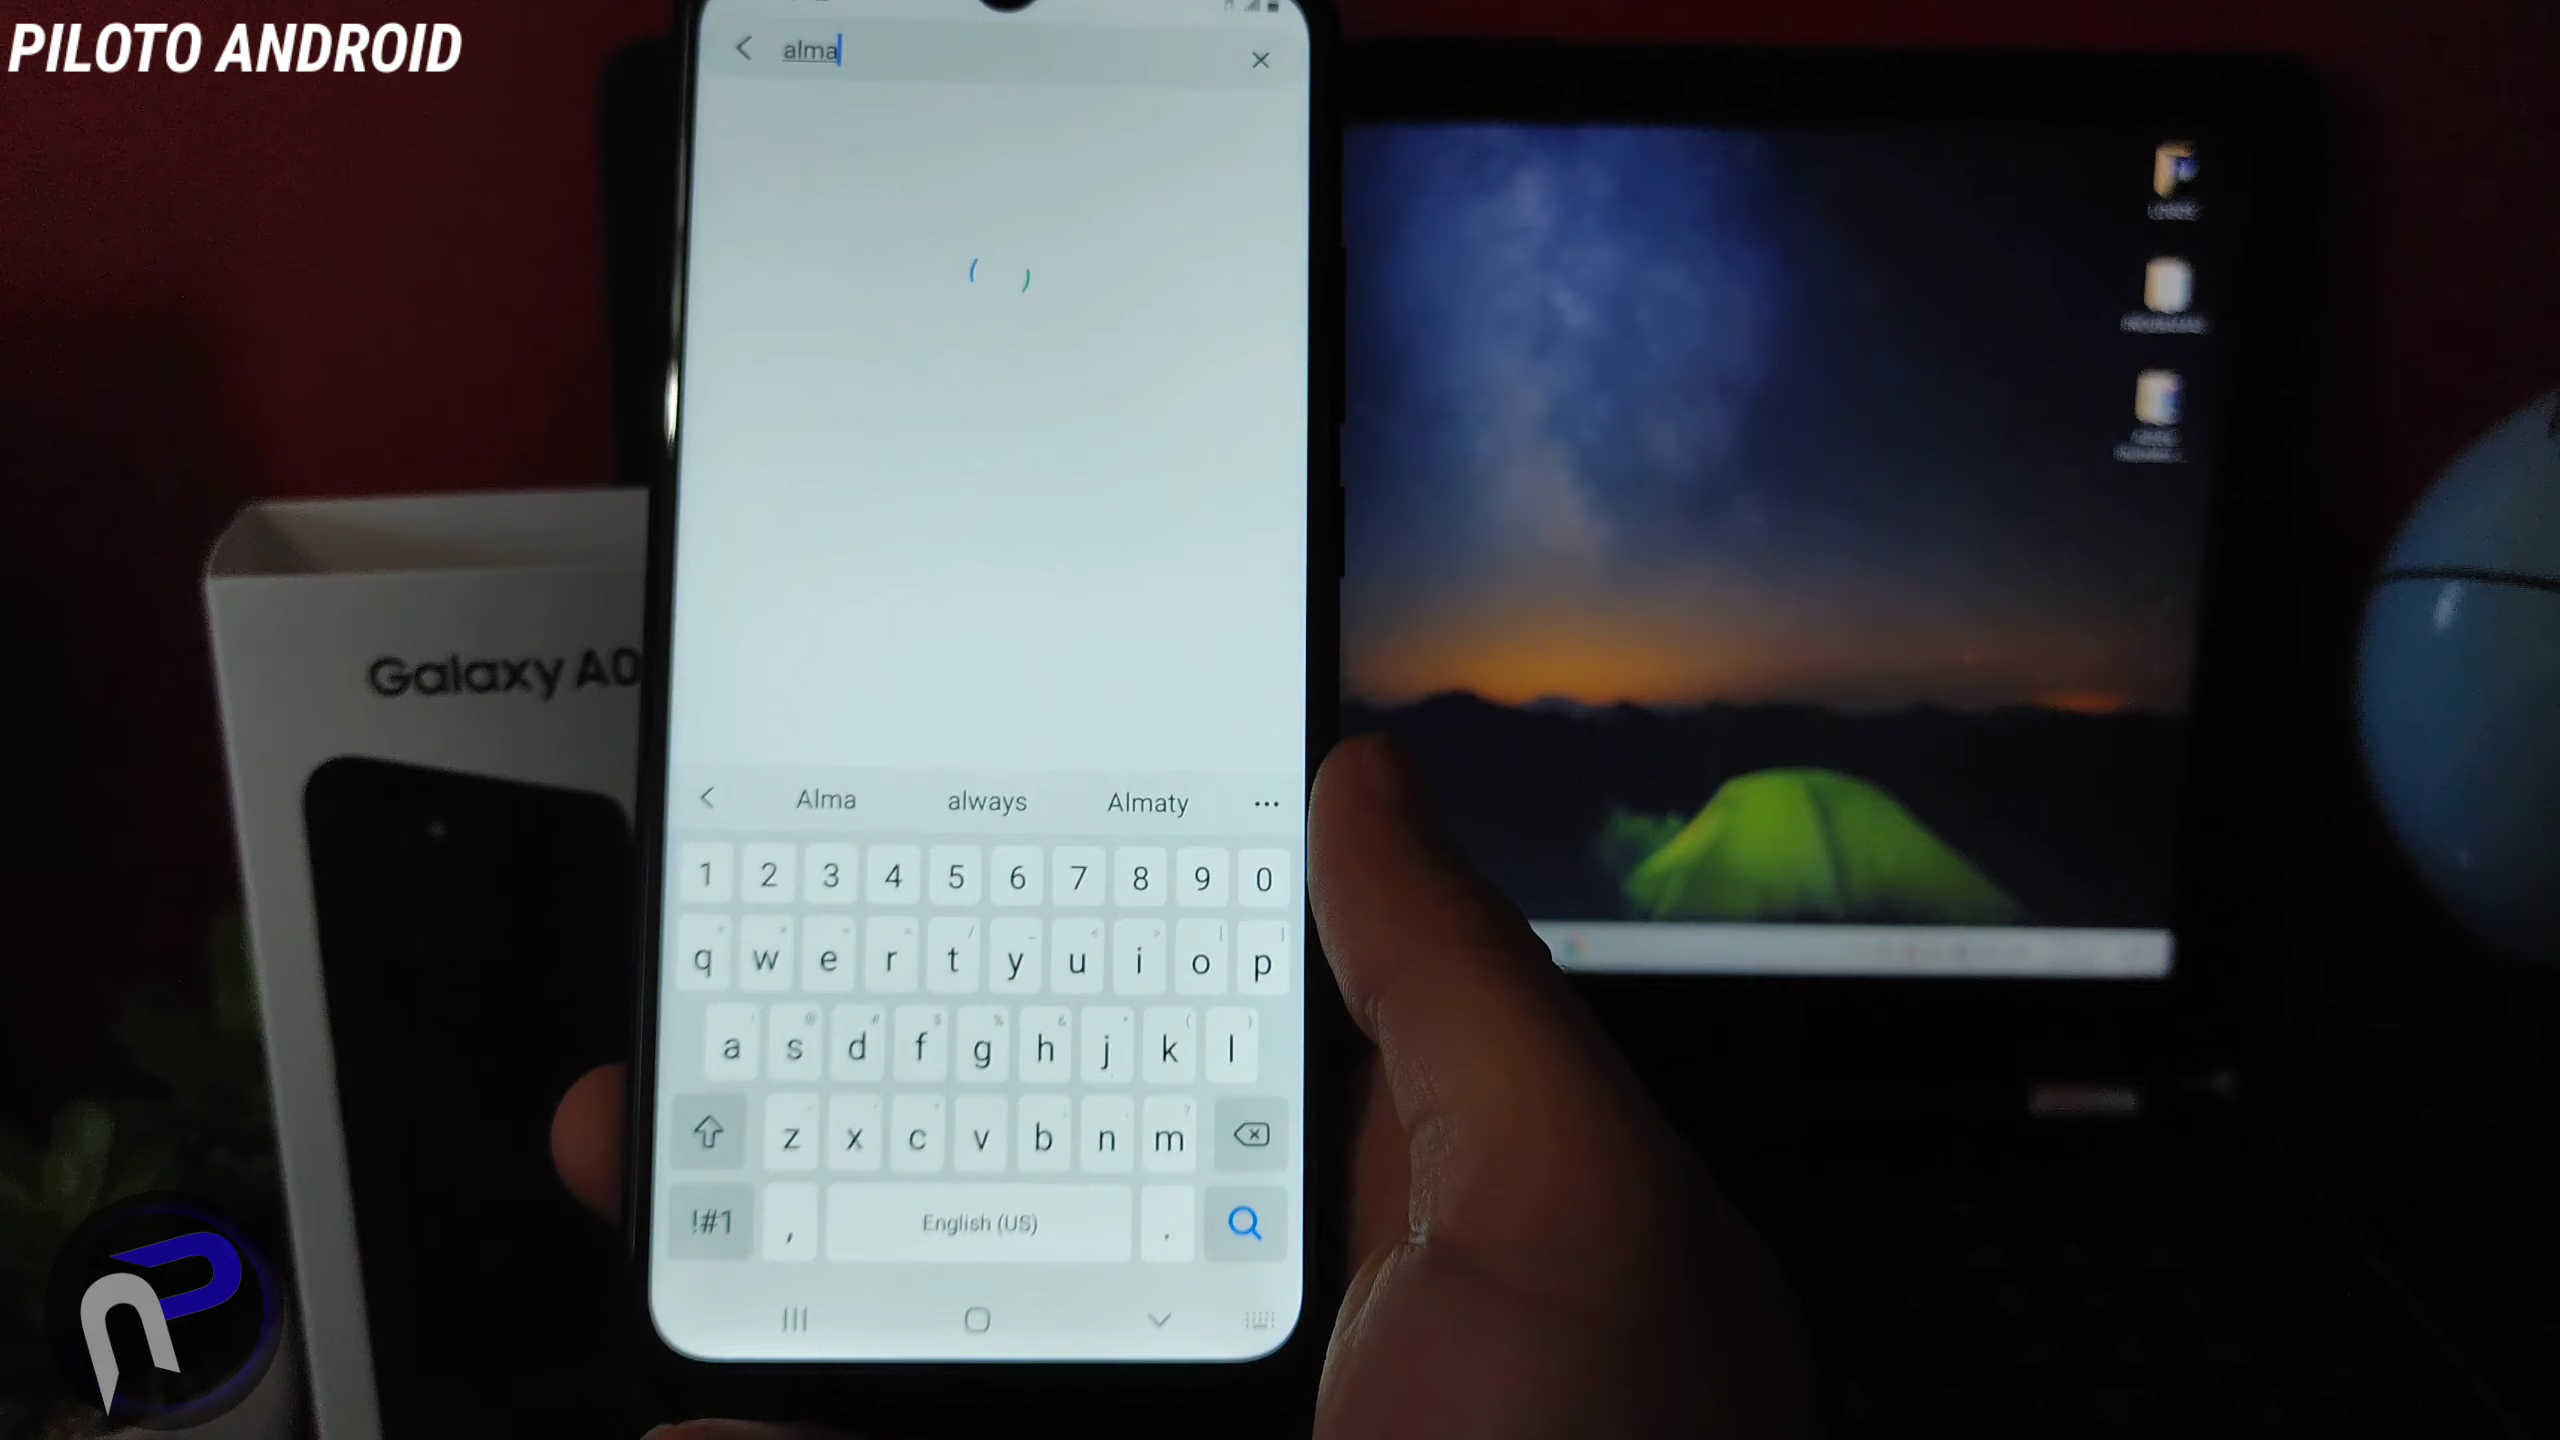 PILOTO ANDROID
alma
Galaxy A0
Alma always Almaty ...
1 2 3 4 5 6 7 8 9 0
q w e r t y u i o p
a s d f g h j k l
z x c v b n m
!#1 , English (US) .